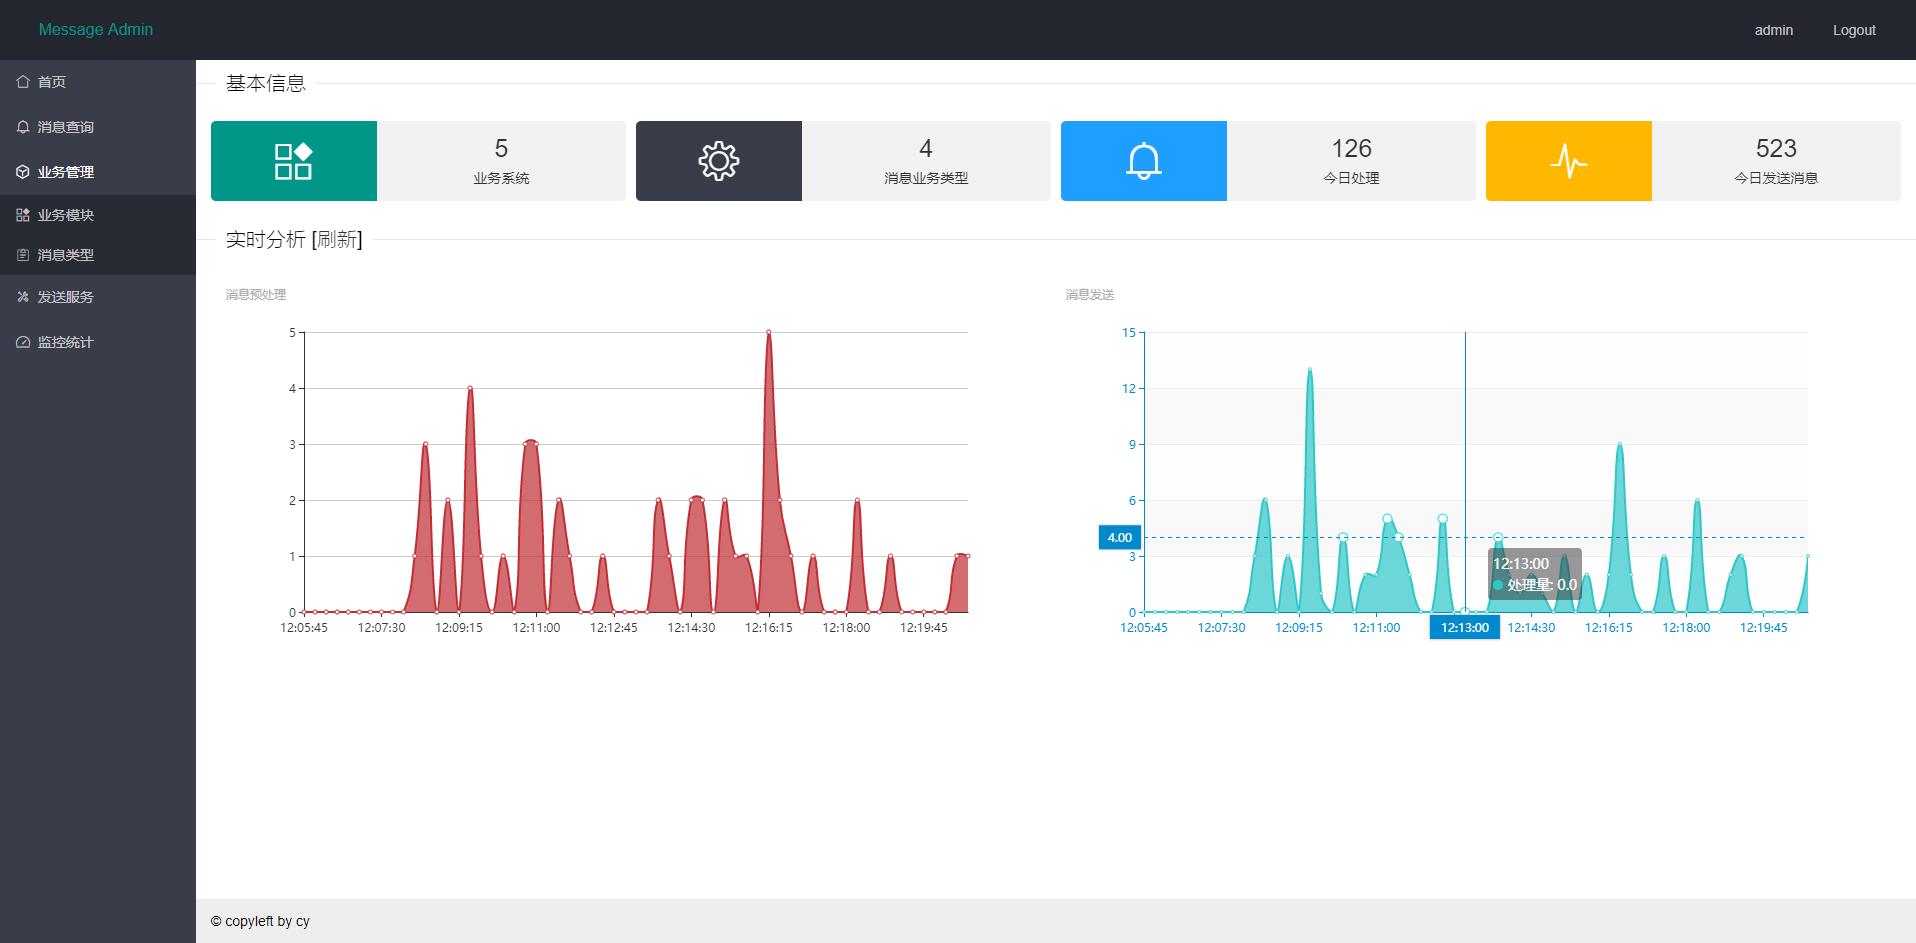 Message Admin
admin
Logout
首页
消息查询
业务管理
业务模块
消息类型
发送服务
监控统计
基本信息
5
业务系统
4
消息业务类型
126
今日处理
523
今日发送消息
实时分析 [刷新]
消息预处理
5
4
3
2
1
0
12:05:45 12:07:30 12:09:15 12:11:00 12:12:45 12:14:30 12:16:15 12:18:00 12:19:45
消息发送
15
12
9
6
4.00
3
0
12:13:00
处理量: 0.0
12:05:45 12:07:30 12:09:15 12:11:00 12:13:00 12:14:30 12:16:15 12:18:00 12:19:45
© copyleft by cy